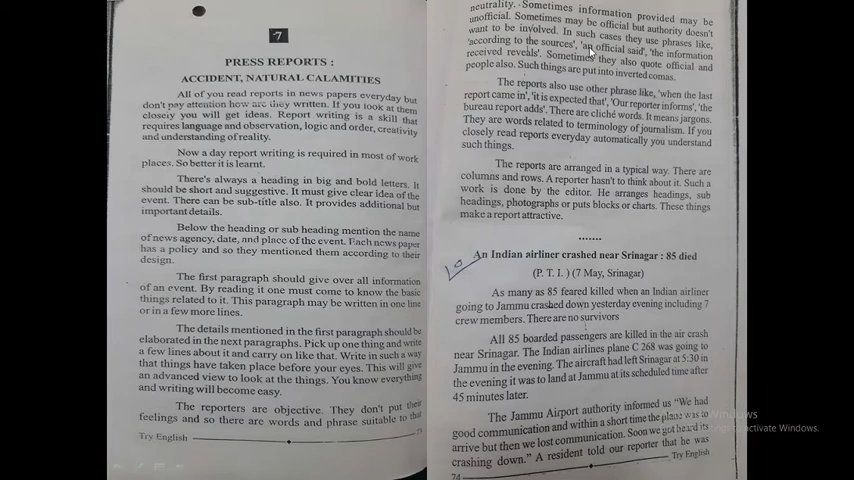 7
PRESS REPORTS :
ACCIDENT, NATURAL CALAMITIES
All of you read reports in news papers everyday but
don't pay attention how are they written. If you look at them
closely you will get ideas. Report writing is a skill that
requires language and observation, logic and order, creativity
and understanding of reality.
Now a day report writing is required in most of work
places. So better it is learnt.
There's always a heading in big and bold letters. It
should be short and suggestive. It must give clear idea of the
event. There can be sub-title also. It provides additional but
important details.
Below the heading or sub heading mention the name
of news agency, date, and place of the event. Each news paper
has a policy and so they mentioned them according to their
design.
The first paragraph should give over all information
of an event. By reading it one must come to know the basic
things related to it. This paragraph may be written in one line
or in a few more lines.
The details mentioned in the first paragraph should be
elaborated in the next paragraphs. Pick up one thing and write
a few lines about it and carry on like that. Write in such a way
that things have taken place before your eyes. This will give
an advanced view to look at the things. You know everything
and writing will become easy.
The reporters are objective. They don't put their
feelings and so there are words and phrase suitable to that
Try English
neutrality. Sometimes information provided may be
unofficial. Sometimes may be official but authority doesn't
want to be involved. In such cases they use phrases like,
'according to the sources', 'an official said', 'the information
received reveals'. Sometimes they also quote official and
people also. Such things are put into inverted comas.
The reports also use other phrase like, 'when the last
report came in', 'it is expected that', 'Our reporter informs', 'the
bureau report adds'. There are cliché words. It means jargons.
They are words related to terminology of journalism. If you
closely read reports everyday automatically you understand
such things.
The reports are arranged in a typical way. There are
columns and rows. A reporter hasn't to think about it. Such a
work is done by the editor. He arranges headings, sub
headings, photographs or puts blocks or charts. These things
make a report attractive.
.......
An Indian airliner crashed near Srinagar : 85 died
(P. T. I. ) (7 May, Srinagar)
As many as 85 feared killed when an Indian airliner
going to Jammu crashed down yesterday evening including 7
crew members. There are no survivors
All 85 boarded passengers are killed in the air crash
near Srinagar. The Indian airlines plane C 268 was going to
Jammu in the evening. The aircraft had left Srinagar at 5:30 in
the evening it was to land at Jammu at its scheduled time after
45 minutes later.
The Jammu Airport authority informed us "We had
good communication and within a short time the plane was to
arrive but then we lost communication. Soon we got heard its
crashing down." A resident told our reporter that he was
74
Try English
Windows
to activate Windows.